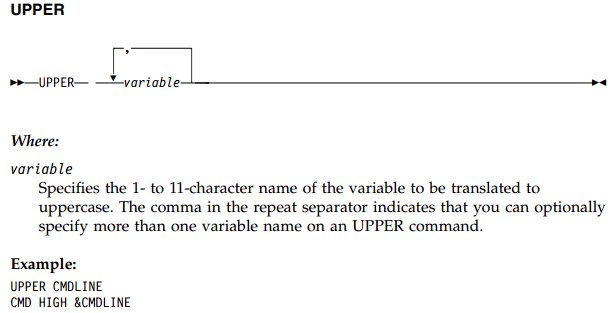 UPPER
,
▶▶—UPPER— —▼—variable—▶◀
Where:
variable
Specifies the 1- to 11-character name of the variable to be translated to
uppercase. The comma in the repeat separator indicates that you can optionally
specify more than one variable name on an UPPER command.
Example:
UPPER CMDLINE
CMD HIGH &CMDLINE